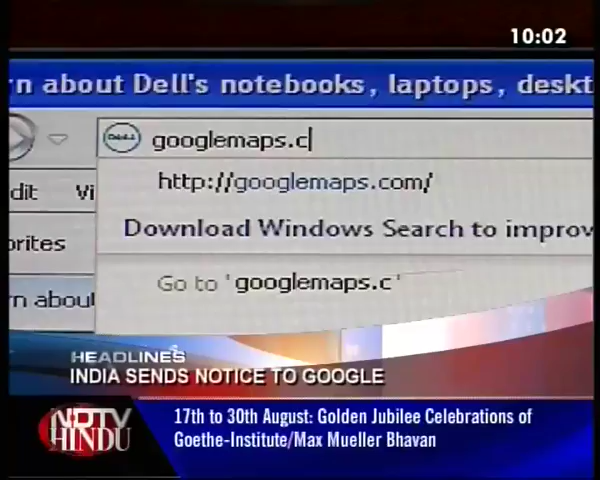 10:02
n about Dell's notebooks, laptops, deskt
DELL googlemaps.c
dit Vi
http://googlemaps.com/
Download Windows Search to improv
orites
Go to 'googlemaps.c'
rn about
HEADLINES
INDIA SENDS NOTICE TO GOOGLE
NDTV
HINDU
17th to 30th August: Golden Jubilee Celebrations of
Goethe-Institute/Max Mueller Bhavan